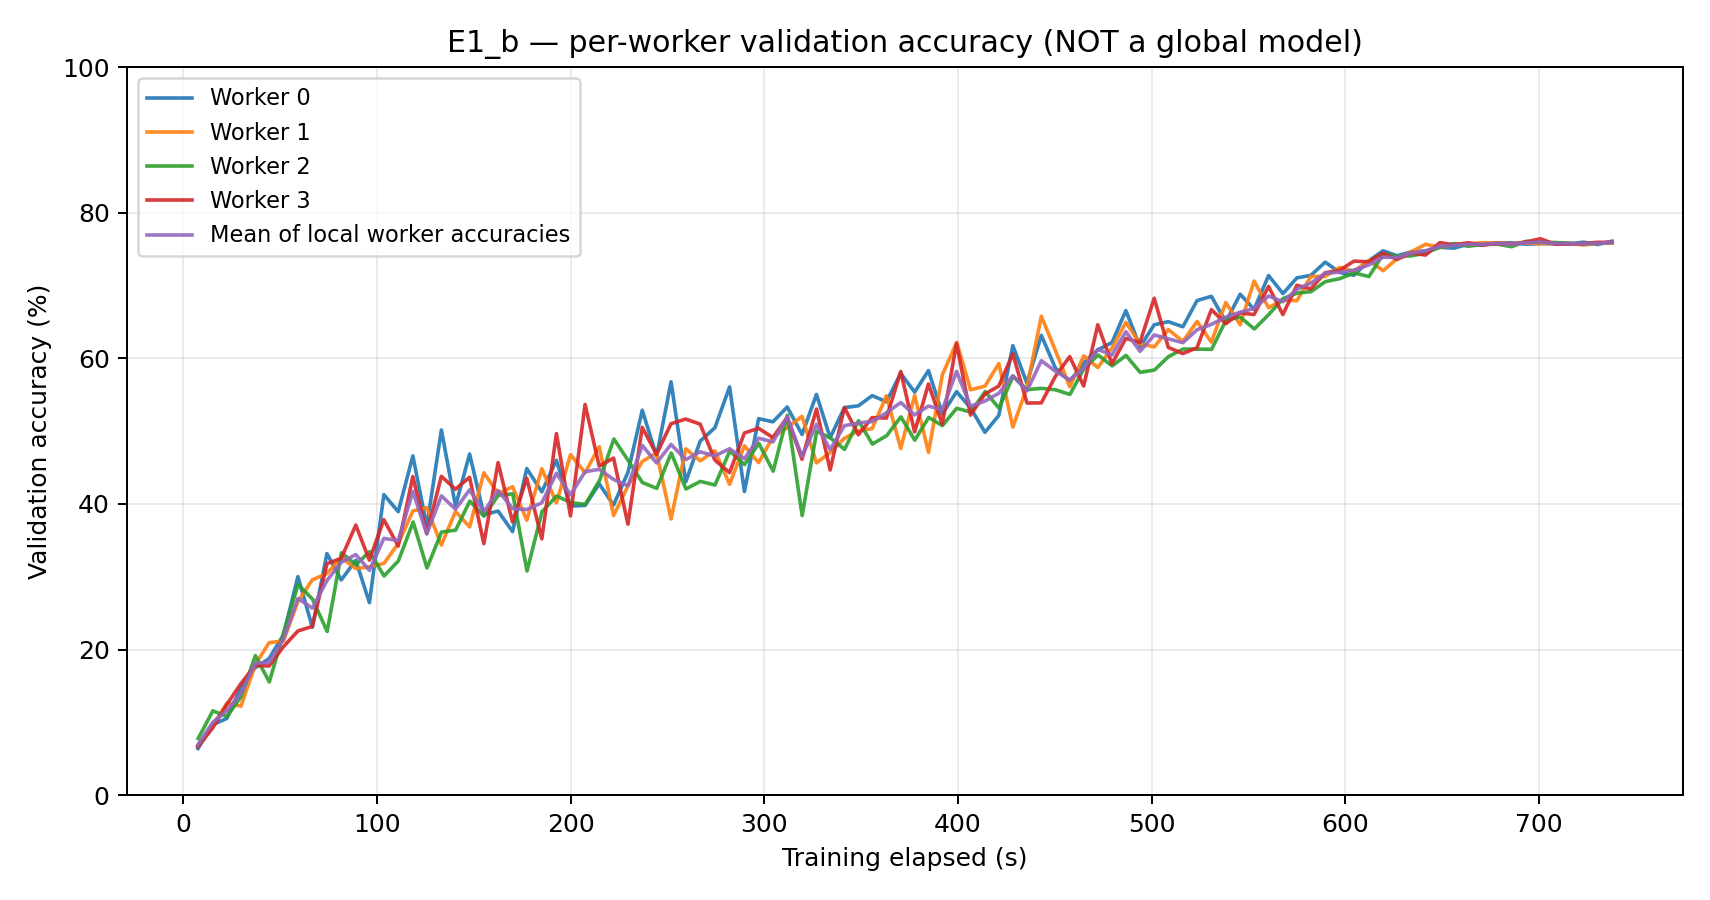 E1_b — per-worker validation accuracy (NOT a global model)
100
80
60
40
20
0
Validation accuracy (%)
Worker 0
Worker 1
Worker 2
Worker 3
Mean of local worker accuracies
0
100
200
300
400
500
600
700
Training elapsed (s)